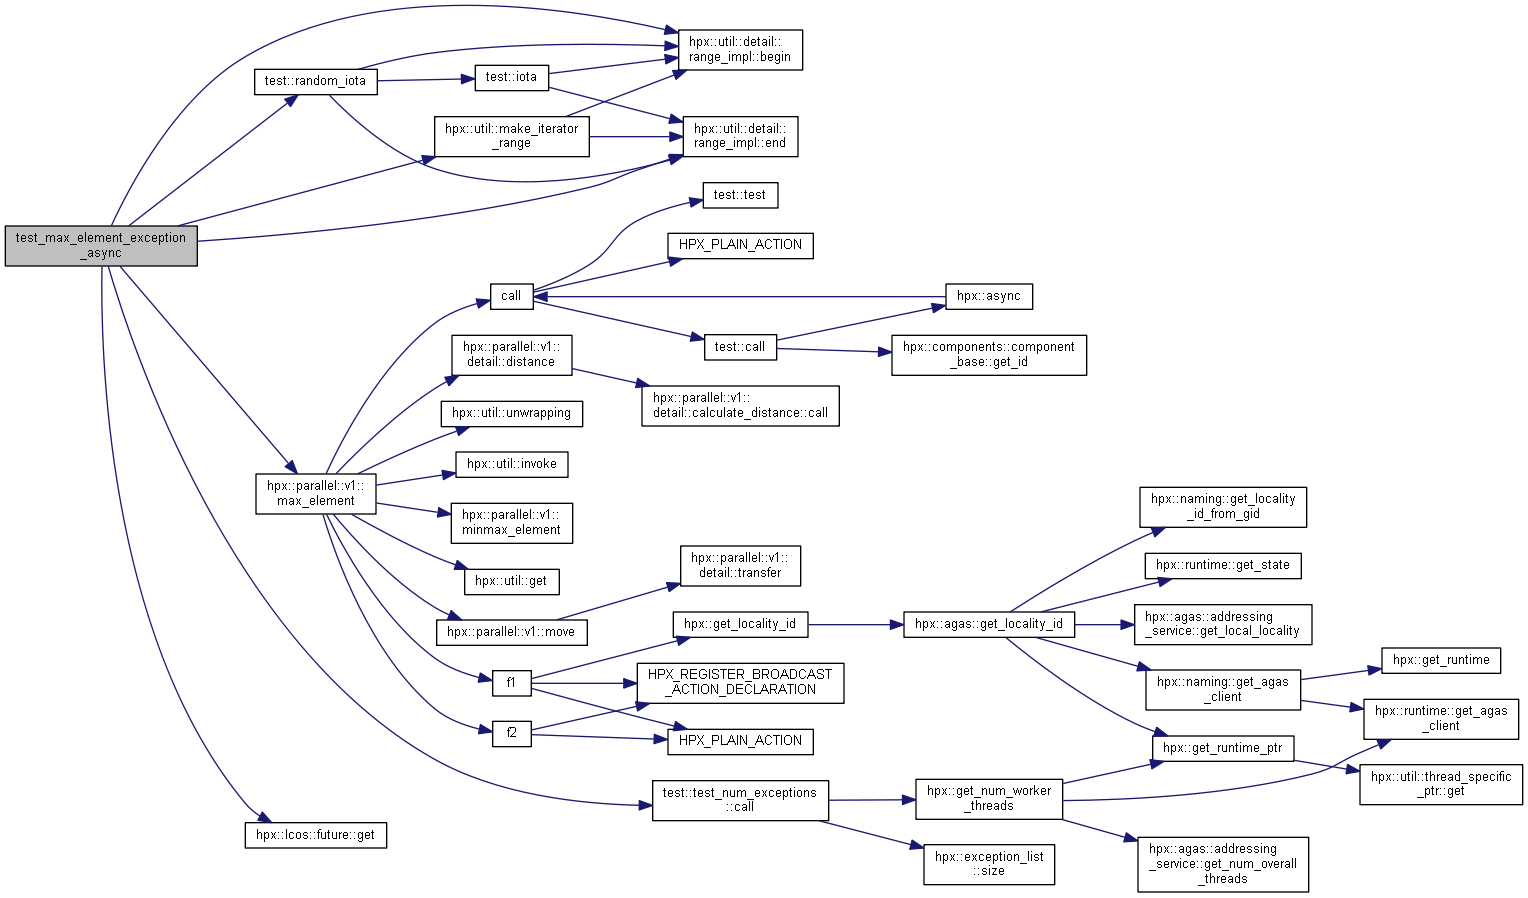 hpx::util::detail::
range_impl::begin
test::random_iota
test::iota
hpx::util::make_iterator
_range
hpx::util::detail::
range_impl::end
test::test
test_max_element_exception
_async
HPX_PLAIN_ACTION
call
hpx::async
test::call
hpx::components::component
_base::get_id
hpx::parallel::v1::
detail::distance
hpx::parallel::v1::
detail::calculate_distance::call
hpx::util::unwrapping
hpx::util::invoke
hpx::parallel::v1::
max_element
hpx::parallel::v1::
minmax_element
hpx::naming::get_locality
_id_from_gid
hpx::util::get
hpx::parallel::v1::
detail::transfer
hpx::runtime::get_state
hpx::parallel::v1::move
hpx::get_locality_id
hpx::agas::get_locality_id
hpx::agas::addressing
_service::get_local_locality
f1
HPX_REGISTER_BROADCAST
_ACTION_DECLARATION
hpx::naming::get_agas
_client
hpx::get_runtime
f2
HPX_PLAIN_ACTION
hpx::get_runtime_ptr
hpx::runtime::get_agas
_client
test::test_num_exceptions
::call
hpx::get_num_worker
_threads
hpx::util::thread_specific
_ptr::get
hpx::lcos::future::get
hpx::exception_list
::size
hpx::agas::addressing
_service::get_num_overall
_threads